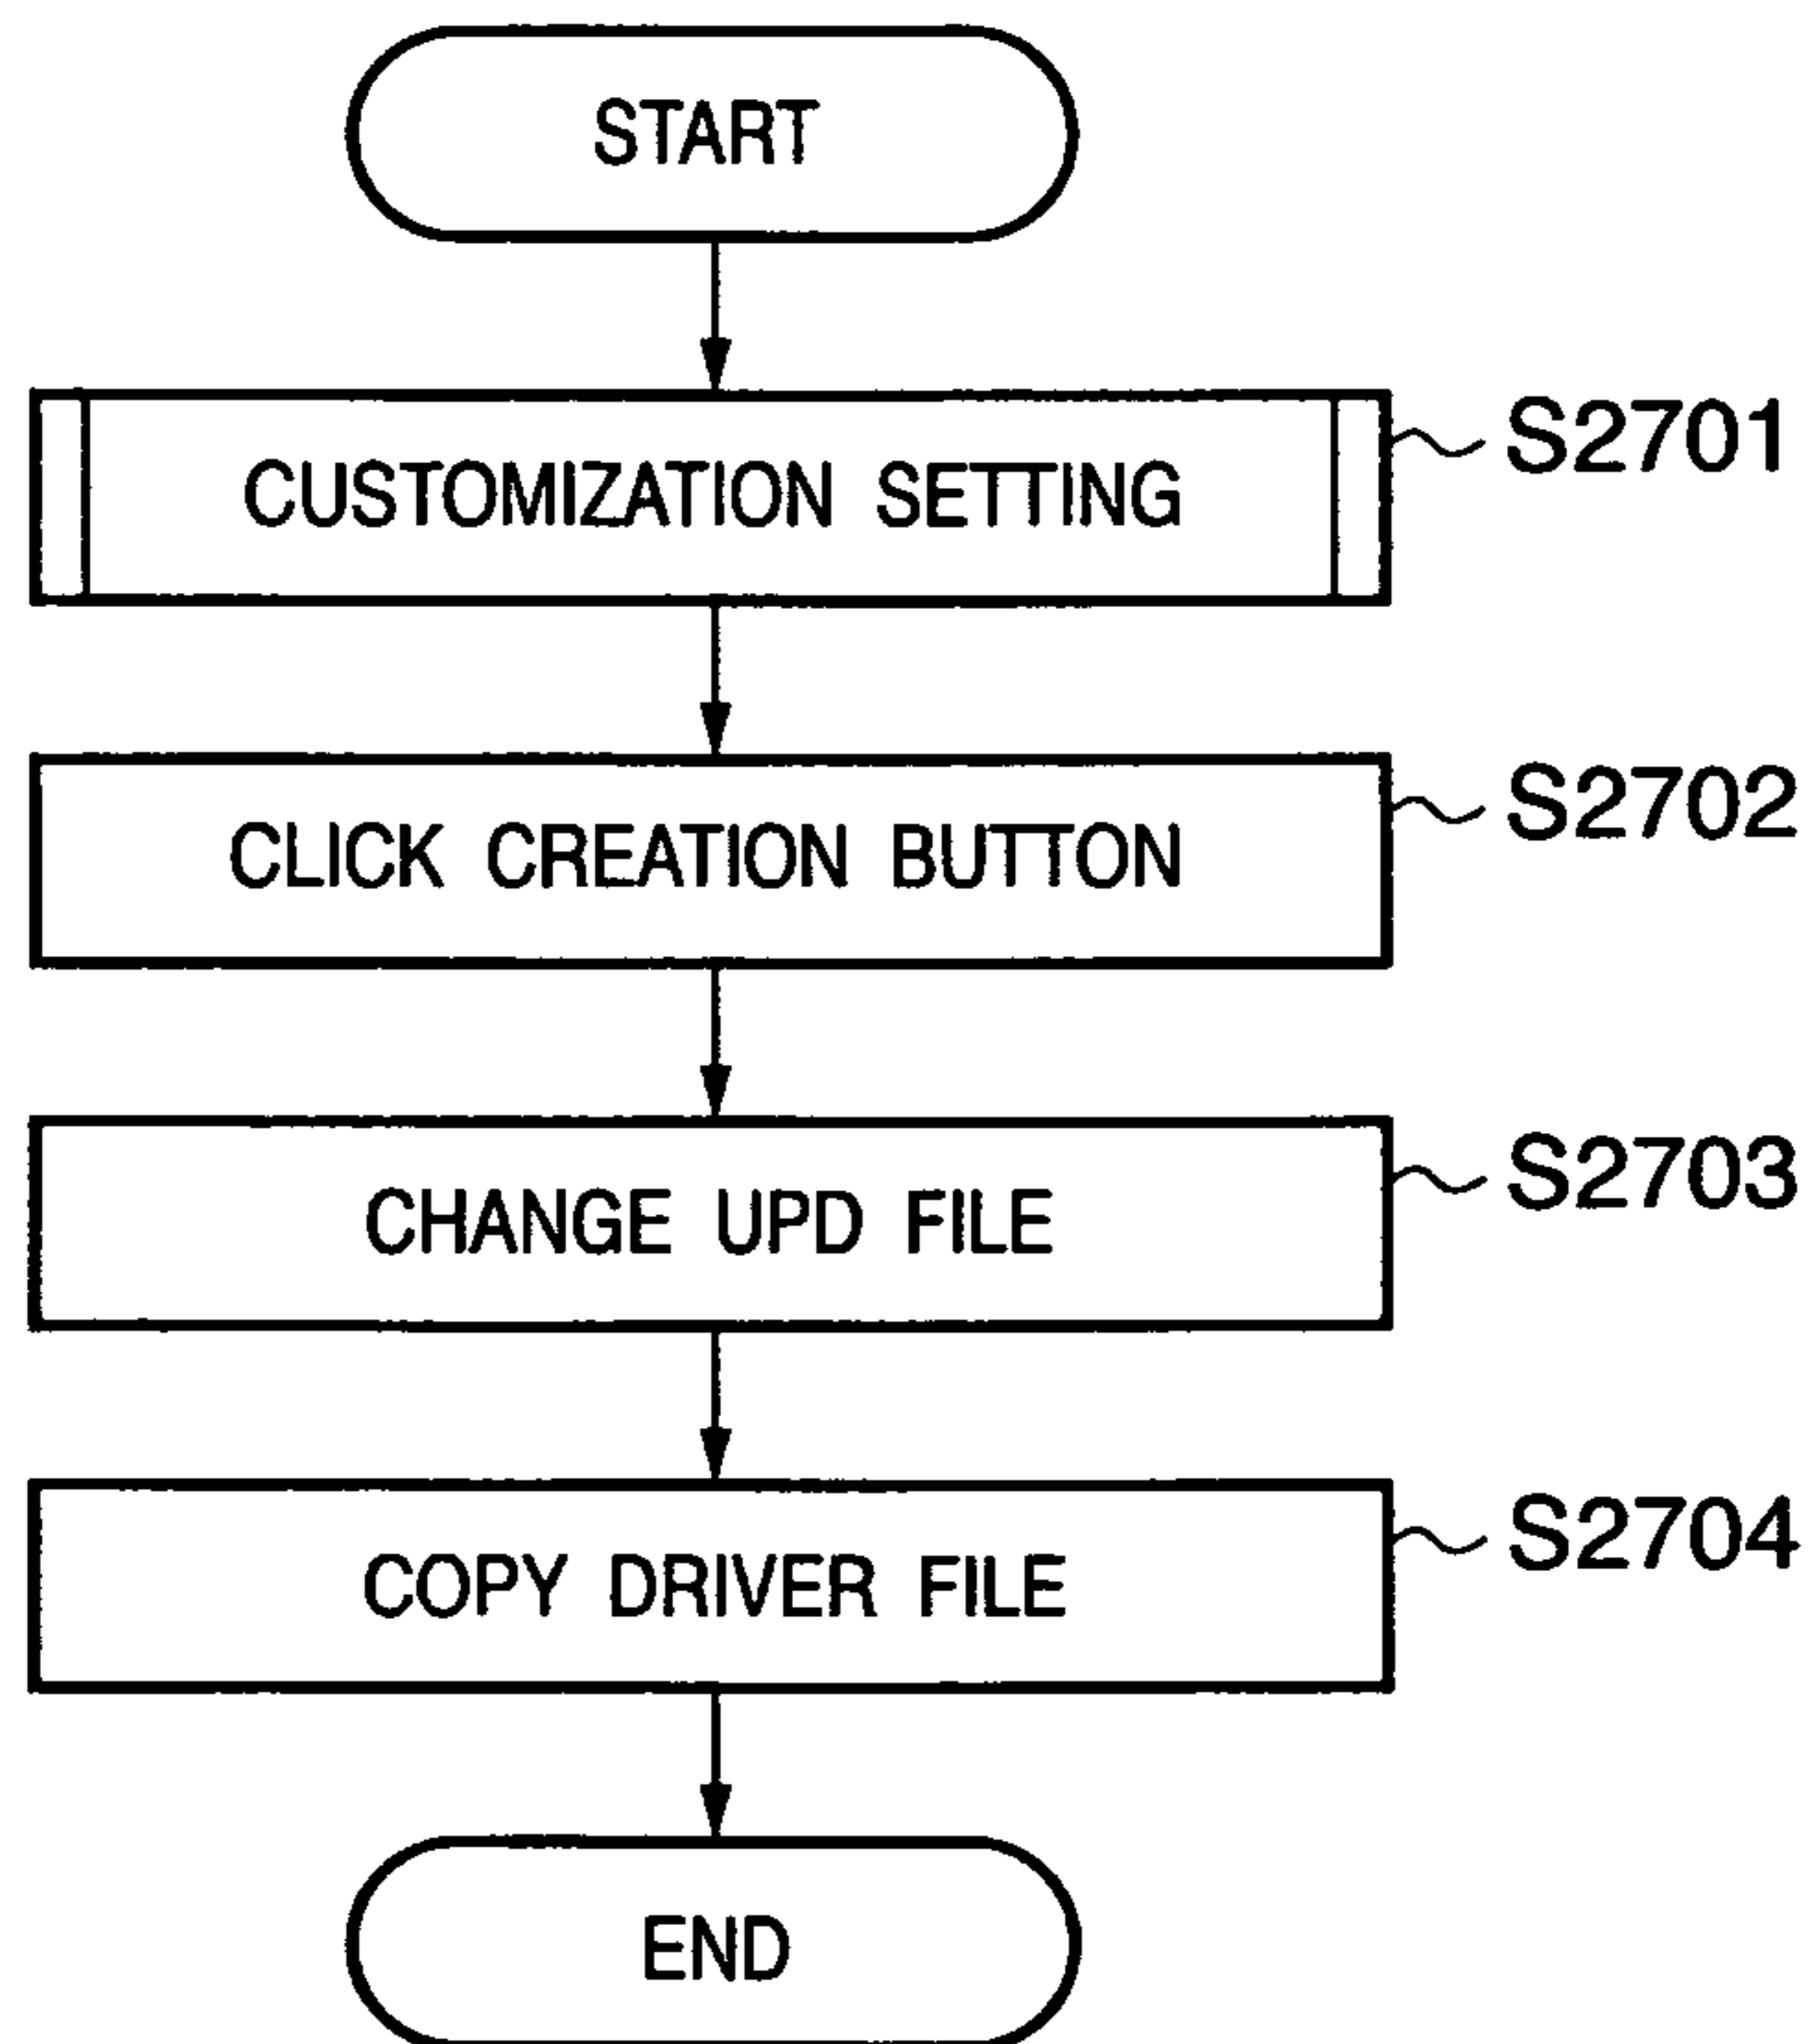 START
CUSTOMIZATION SETTING
S2701
CLICK CREATION BUTTON
S2702
CHANGE UPD FILE
S2703
COPY DRIVER FILE
S2704
END